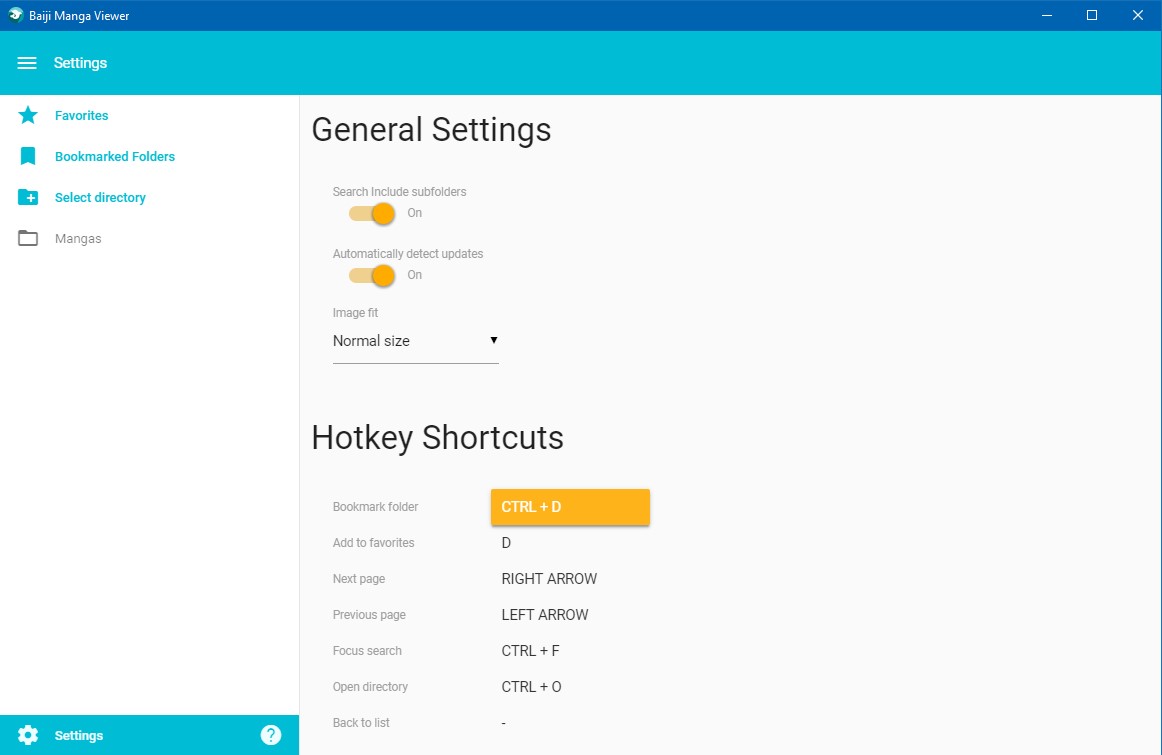 Baiji Manga Viewer
Settings
Favorites
Bookmarked Folders
Select directory
Mangas
General Settings
Search Include subfolders
On
Automatically detect updates
On
Image fit
Normal size
Hotkey Shortcuts
Bookmark folder CTRL + D
Add to favorites D
Next page RIGHT ARROW
Previous page LEFT ARROW
Focus search CTRL + F
Open directory CTRL + O
Back to list -
Settings ?